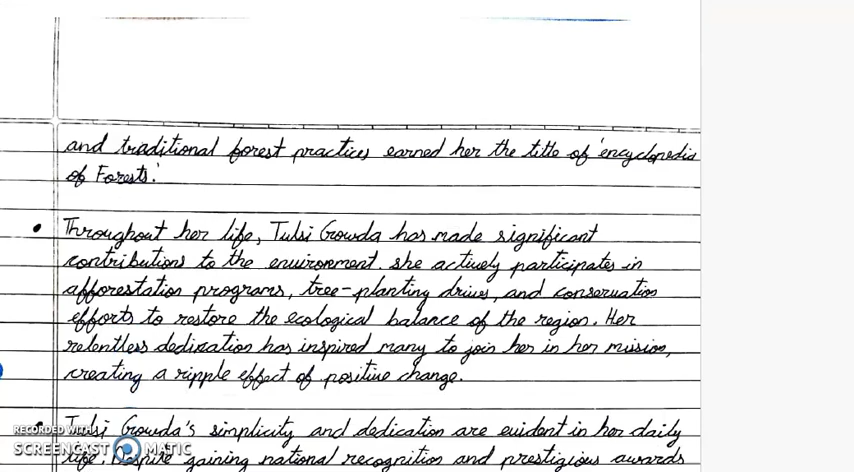 and traditional forest practices earned her the title of 'encyclopedia
of Forests.'
• Throughout her life, Tulsi Gowda has made significant
contributions to the environment. She actively participates in
afforestation programs, tree-planting drives, and conservation
efforts to restore the ecological balance of the region. Her
relentless dedication has inspired many to join her in her mission,
creating a ripple effect of positive change.
• Tulsi Gowda's simplicity and dedication are evident in her daily
life. Despite gaining national recognition and prestigious awards
RECORDED WITH
SCREENCAST MATIC